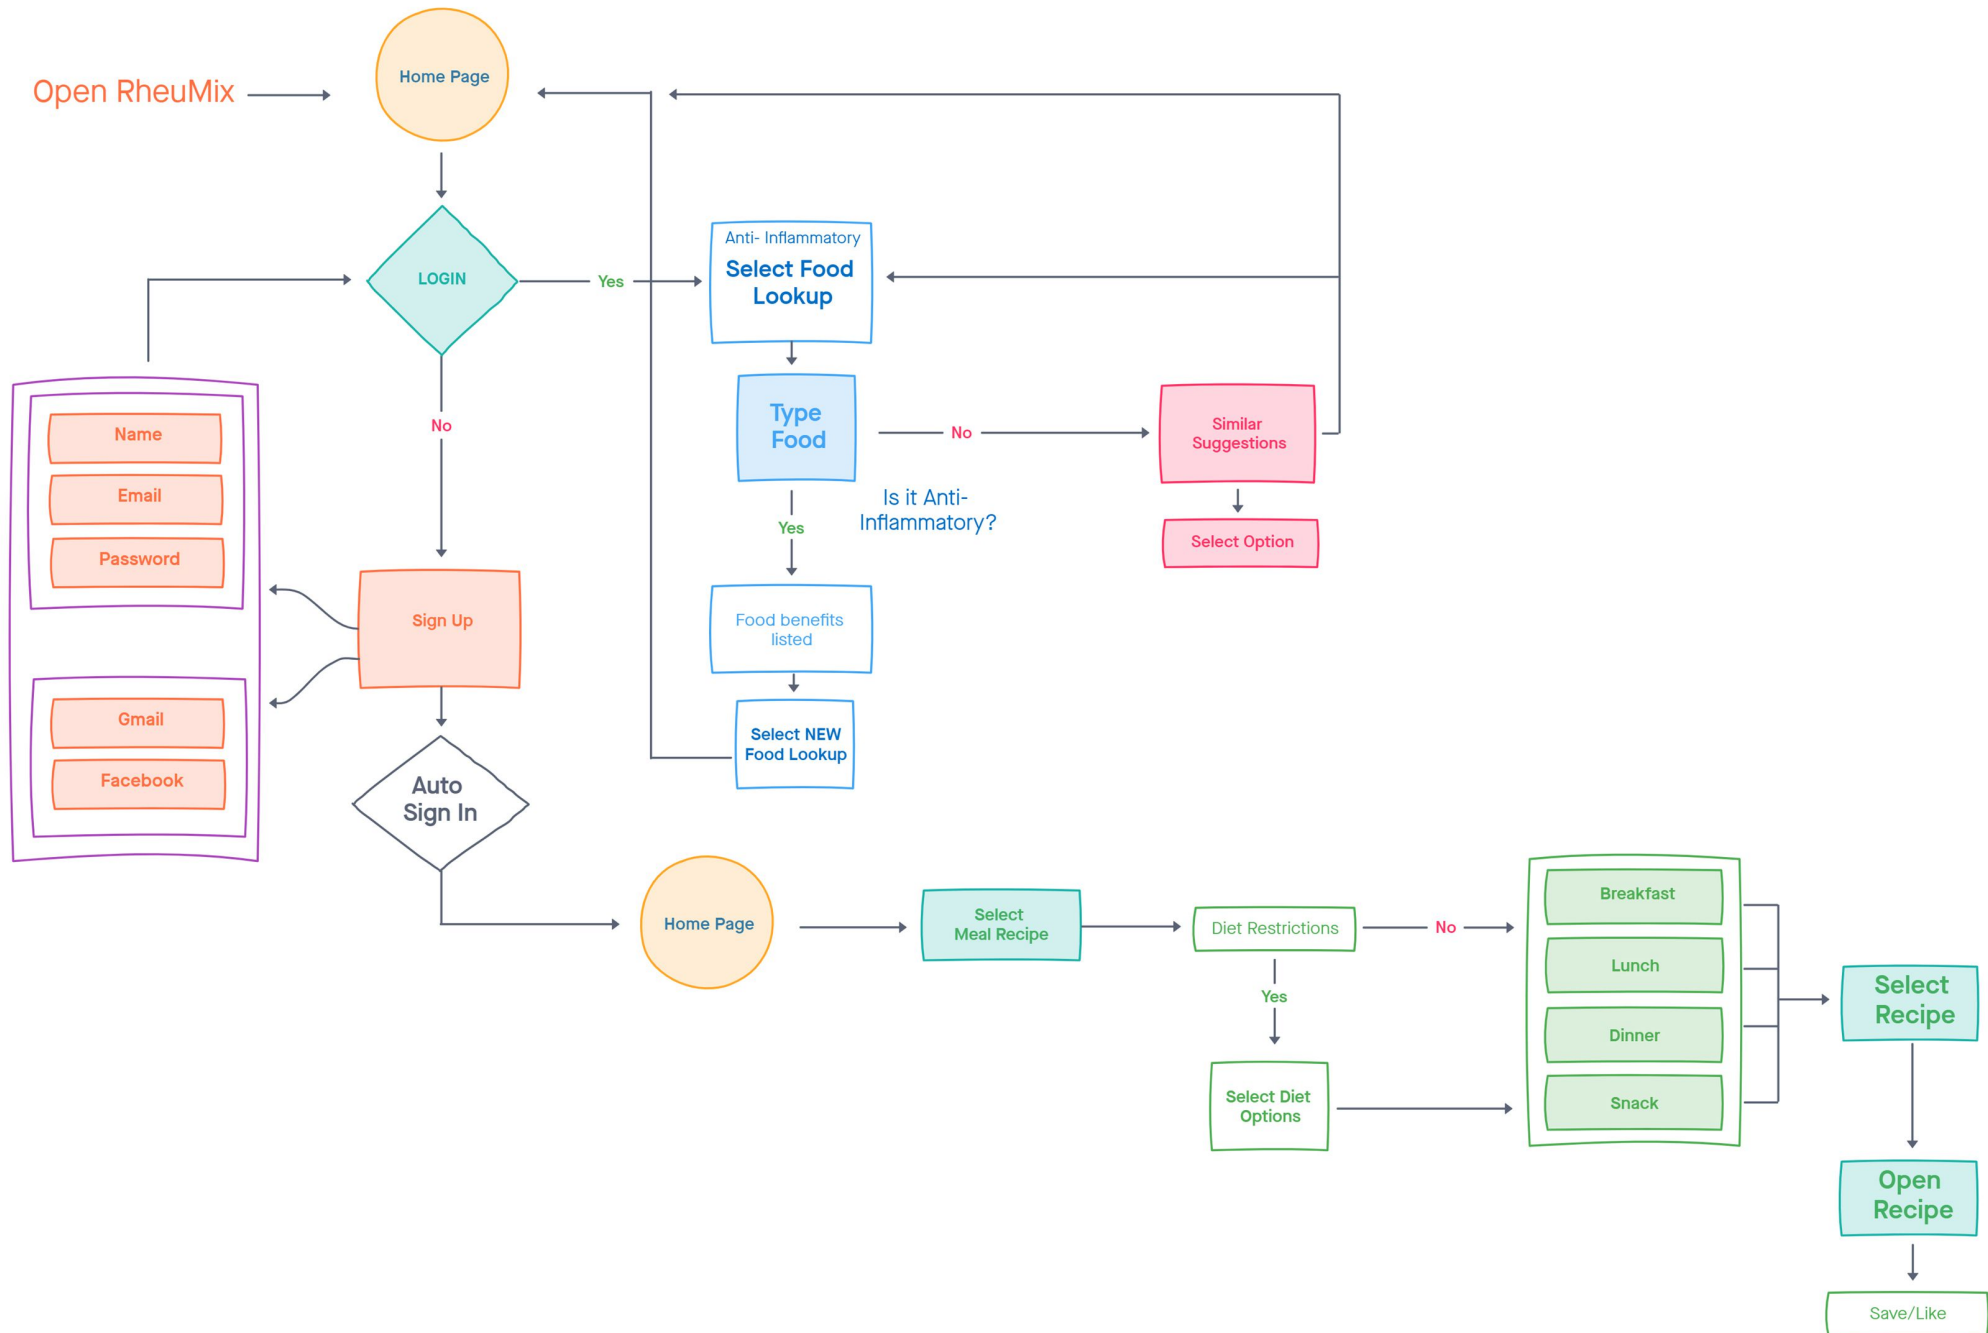 Open RheuMix
Home Page
LOGIN
Yes
No
Anti- Inflammatory
Select Food
Lookup
Type
Food
No
Similar
Suggestions
Select Option
Is it Anti-
Inflammatory?
Yes
Food benefits
listed
Select NEW
Food Lookup
Name
Email
Password
Gmail
Facebook
Sign Up
Auto
Sign In
Home Page
Select
Meal Recipe
Diet Restrictions
No
Yes
Select Diet
Options
Breakfast
Lunch
Dinner
Snack
Select
Recipe
Open
Recipe
Save/Like